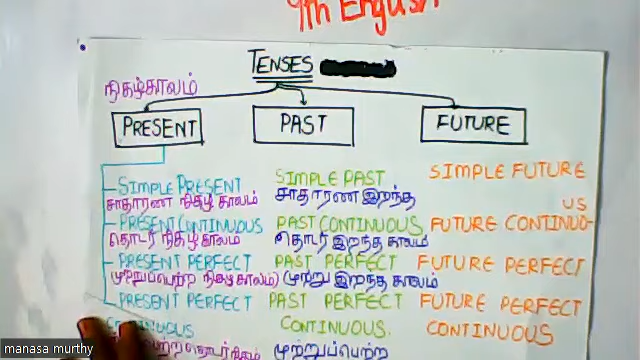 9th English
TENSES
நிகழ்காலம்
PRESENT PAST FUTURE
SIMPLE PRESENT SIMPLE PAST SIMPLE FUTURE
சாதாரண நிகழ் காலம் சாதாரண இறந்த
PRESENT CONTINUOUS PAST CONTINUOUS FUTURE CONTINUOUS
தொடர் நிகழ் காலம் தொடர் இறந்த காலம்
PRESENT PERFECT PAST PERFECT FUTURE PERFECT
முற்றுப்பெற்ற நிகழ் காலம்) முற்று இறந்த காலம்
PRESENT PERFECT PAST PERFECT FUTURE PERFECT
CONTINUOUS. CONTINUOUS
முற்றுப்பெற்ற
manasa murthy